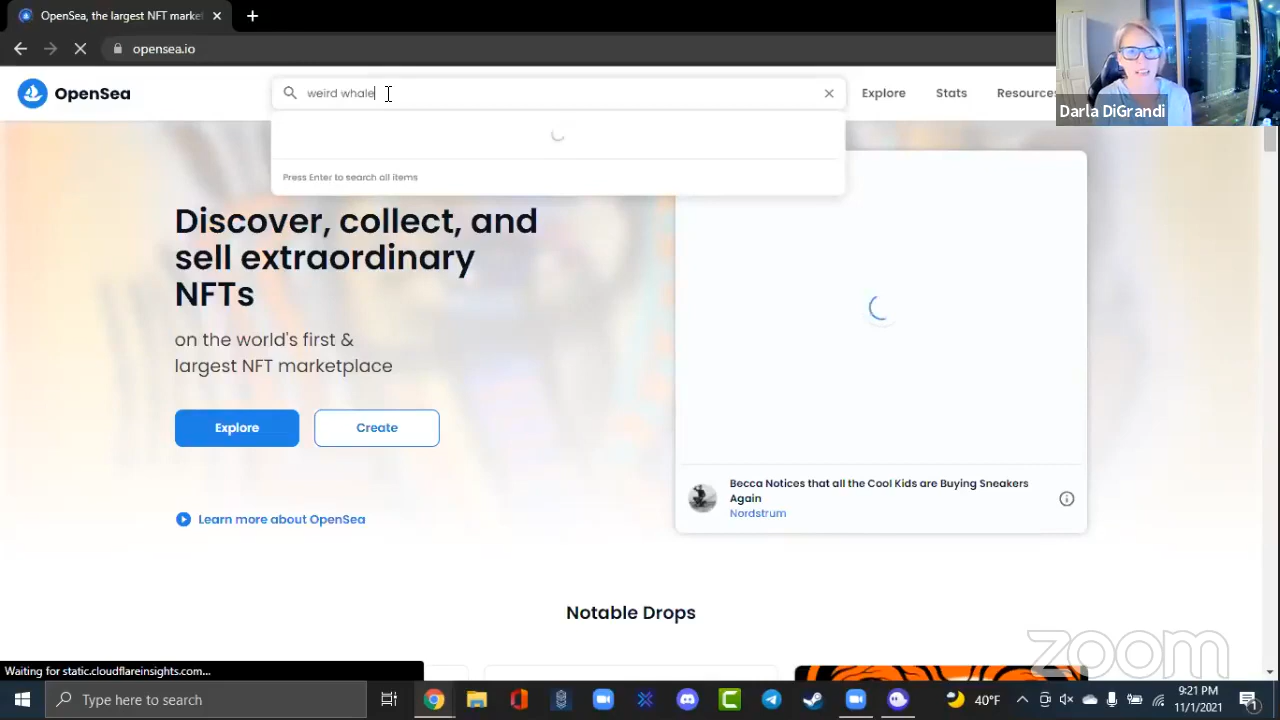 OpenSea, the largest NFT marke
opensea.io
OpenSea
weird whale
Explore
Stats
Resources
Darla DiGrandi
Press Enter to search all items
Discover, collect, and
sell extraordinary
NFTs
on the world's first &
largest NFT marketplace
Explore
Create
Learn more about OpenSea
Becca Notices that all the Cool Kids are Buying Sneakers
Again
Nordstrum
Notable Drops
zoom
Waiting for static.cloudflareinsights.com...
Type here to search
40°F
9:21 PM
11/1/2021
1